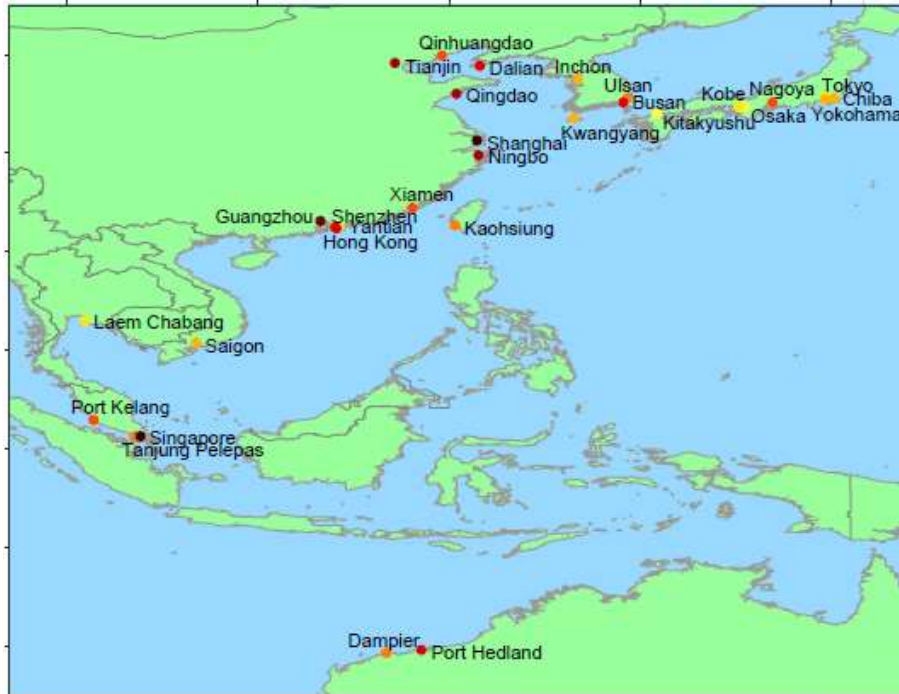 Qinhuangdao
Tianjin
Dalian
Inchon
Qingdao
Ulsan
Busan
Kobe
Nagoya
Tokyo
Chiba
Kwangyang
Kitakyushu
Osaka
Yokohama
Shanghai
Ningbo
Xiamen
Guangzhou
Shenzhen
Yantian
Hong Kong
Kaohsiung
Laem Chabang
Saigon
Port Kelang
Singapore
Tanjung Pelepas
Dampier
Port Hedland